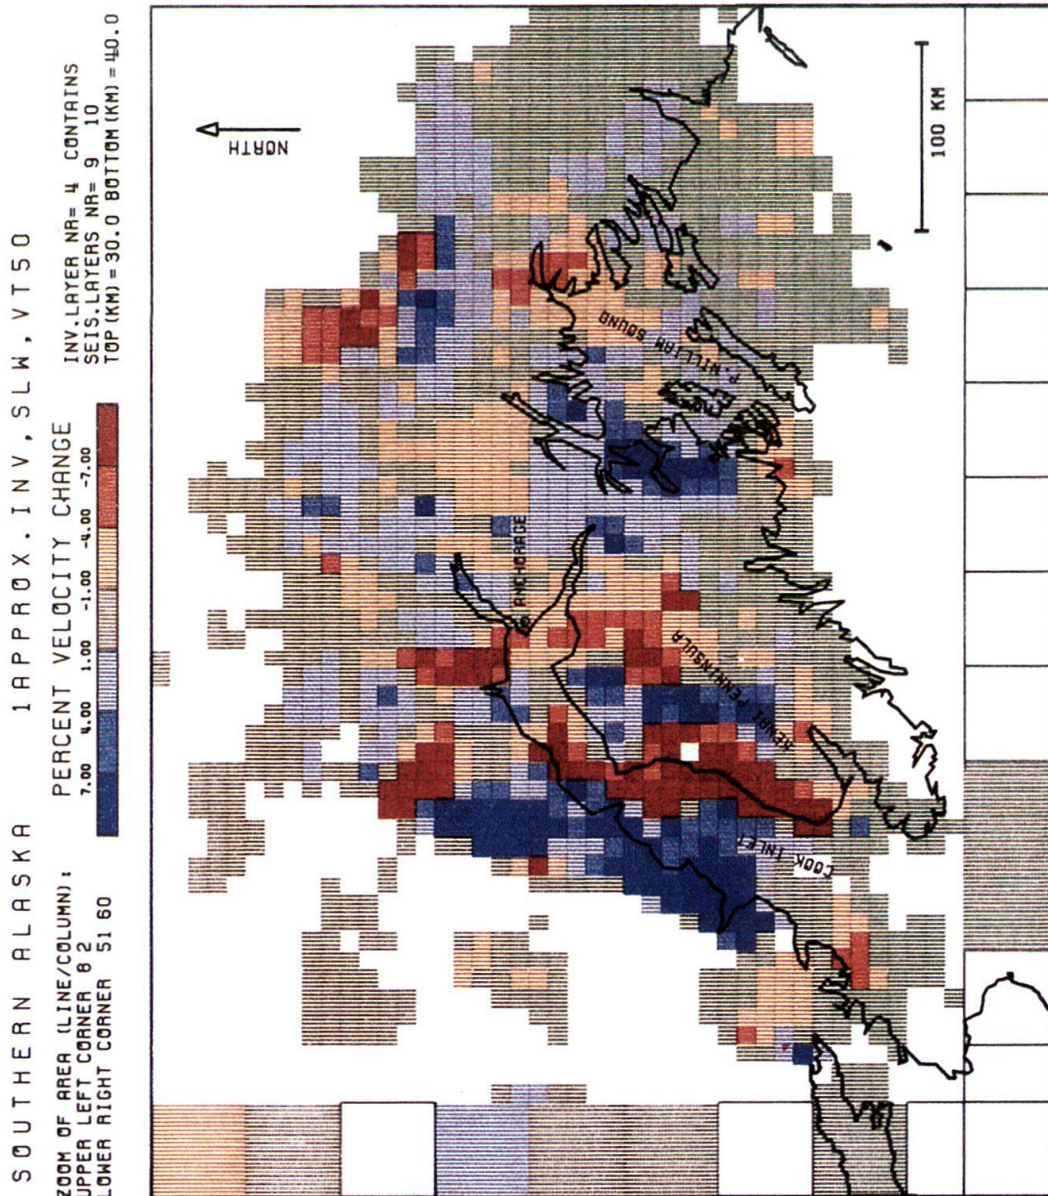 SOUTHERN ALASKA 1APPROX.INV,SLW,VT50
ZOOM OF AREA (LINE/COLUMN):
UPPER LEFT CORNER 8 2
LOWER RIGHT CORNER 51 60
PERCENT VELOCITY CHANGE
7.00 4.00 1.00 -1.00 -4.00 -7.00
INV.LAYER NR= 4 CONTAINS
SEIS.LAYERS NR= 9 10
TOP(KM)=30.0 BOTTOM(KM)=40.0
NORTH
ANCHORAGE
P.WILLIAM SOUND
KENAI PENNINSULA
COOK INLET
100 KM